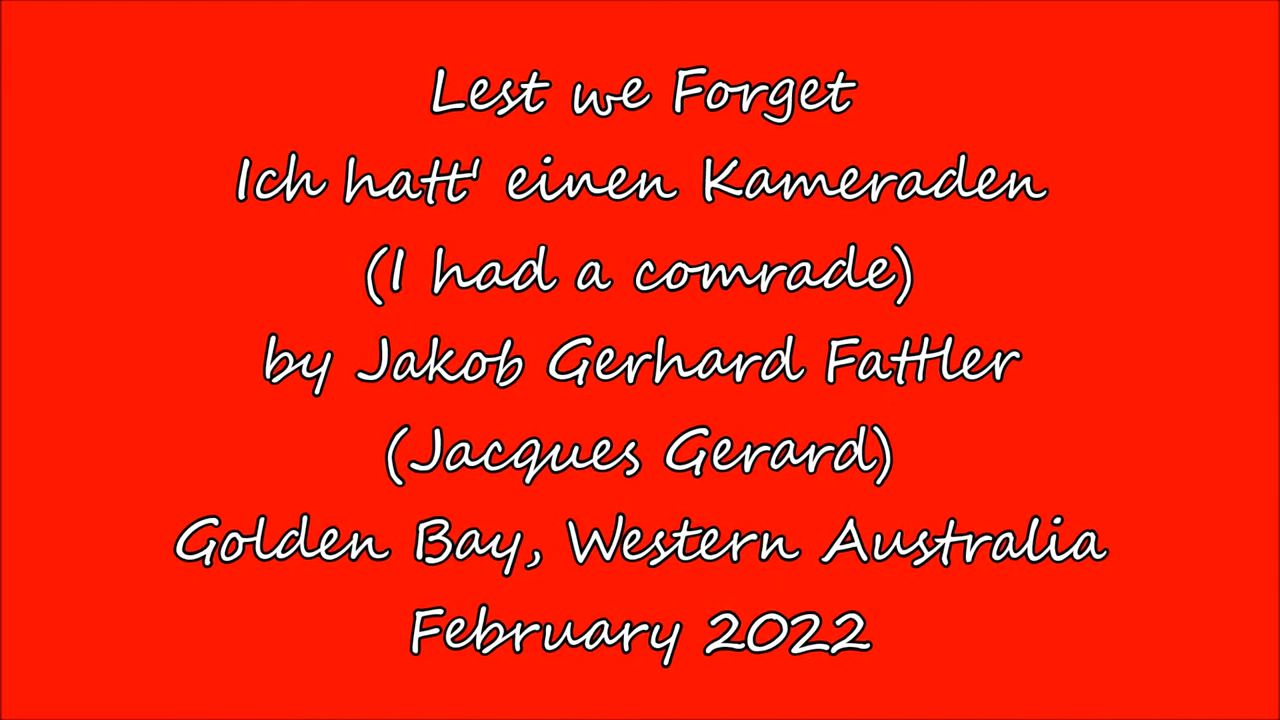 Lest we Forget
Ich hatt' einen Kameraden
(I had a comrade)
by Jakob Gerhard Fattler
(Jacques Gerard)
Golden Bay, Western Australia
February 2022